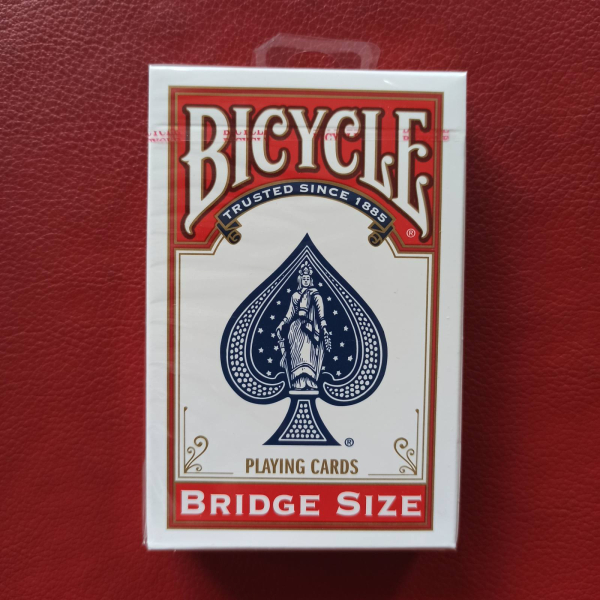 BICYCLE
TRUSTED SINCE 1885
®
®
PLAYING CARDS
BRIDGE SIZE